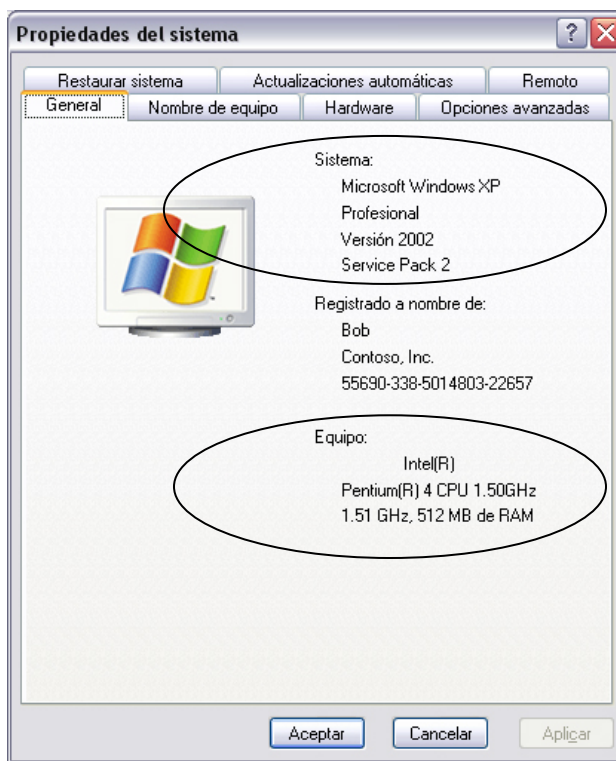 Propiedades del sistema
Restaurar sistema
Actualizaciones automáticas
Remoto
General
Nombre de equipo
Hardware
Opciones avanzadas
Sistema:
Microsoft Windows XP
Profesional
Versión 2002
Service Pack 2
Registrado a nombre de:
Bob
Contoso, Inc.
55690-338-5014803-22657
Equipo:
Intel(R)
Pentium(R) 4 CPU 1.50GHz
1.51 GHz, 512 MB de RAM
Aceptar
Cancelar
Aplicar